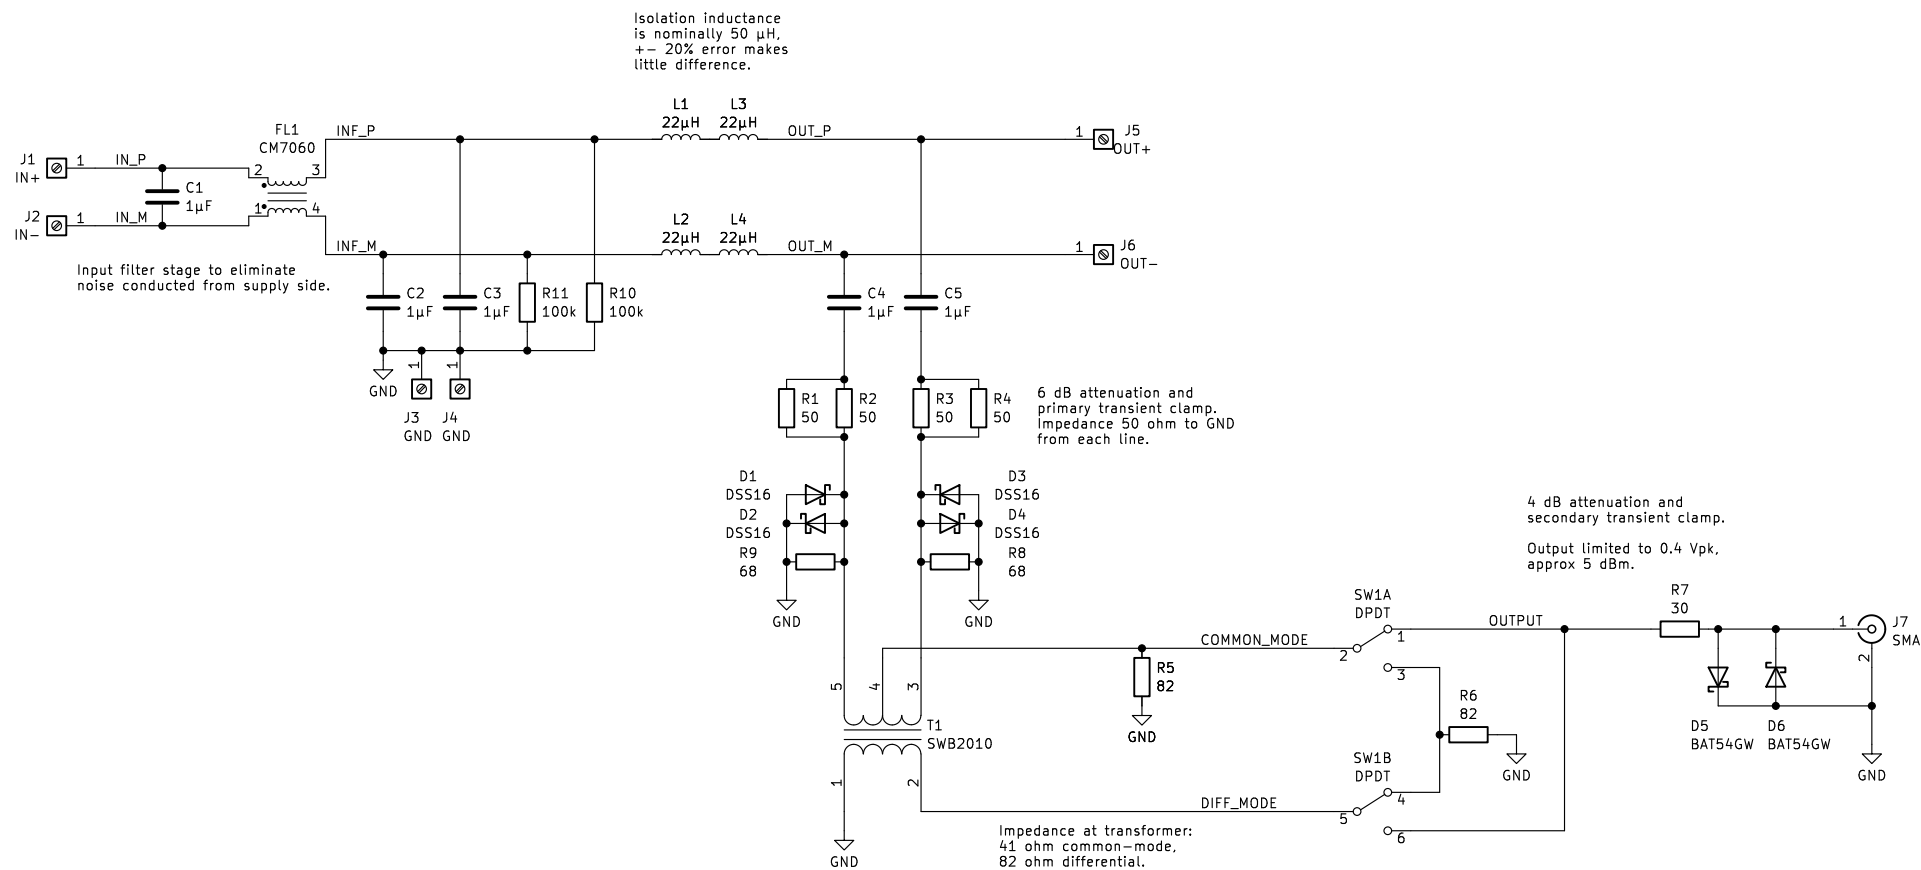 Isolation inductance
is nominally 50 µH,
+- 20% error makes
little difference.
L1
22µH
L3
22µH
FL1
CM7060
INF_P
OUT_P
1
J5
OUT+
J1
IN+
1
IN_P
2
3
C1
1µF
J2
IN-
1
IN_M
1
4
INF_M
L2
22µH
L4
22µH
OUT_M
1
J6
OUT-
Input filter stage to eliminate
noise conducted from supply side.
C2
1µF
C3
1µF
R11
100k
R10
100k
C4
1µF
C5
1µF
1
1
GND
J3
GND
J4
GND
R1
50
R2
50
R3
50
R4
50
6 dB attenuation and
primary transient clamp.
Impedance 50 ohm to GND
from each line.
D1
DSS16
D2
DSS16
R9
68
D3
DSS16
D4
DSS16
R8
68
GND
GND
4 dB attenuation and
secondary transient clamp.
Output limited to 0.4 Vpk,
approx 5 dBm.
SW1A
DPDT
OUTPUT
R7
30
1
J7
SMA
2
COMMON_MODE
2
1
3
R5
82
GND
5
4
3
T1
SWB2010
1
2
R6
82
GND
D5
BAT54GW
D6
BAT54GW
GND
SW1B
DPDT
DIFF_MODE
5
4
6
GND
Impedance at transformer:
41 ohm common-mode,
82 ohm differential.